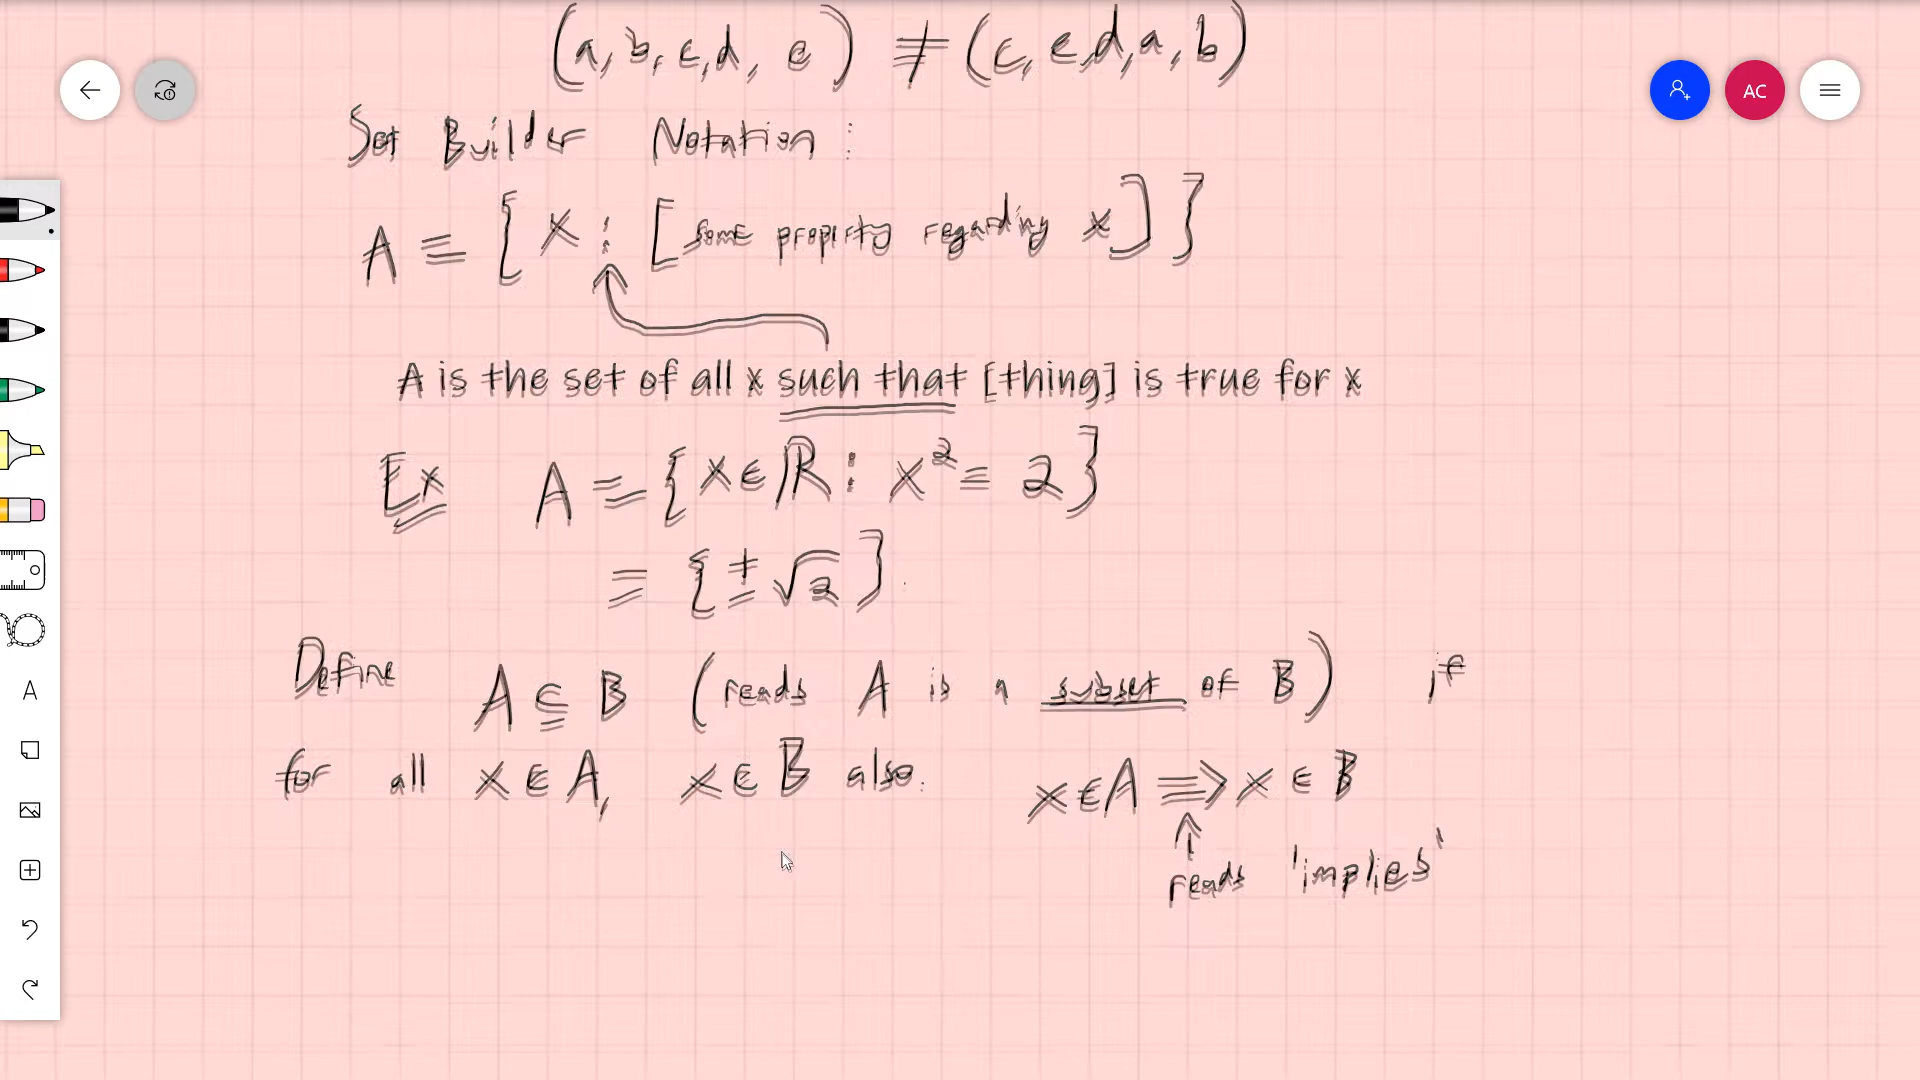 (a, b, c, d, e) ≠ (c, e, d, a, b)
AC
Set Builder Notation:
A = { x : [some property regarding x] }
A is the set of all x such that [thing] is true for x
Ex A = { x ∈ ℝ : x² = 2 }
= { ± √2 }.
Define A ⊆ B (reads A is a subset of B) if
for all x ∈ A, x ∈ B also. x ∈ A ⇒ x ∈ B
reads 'implies'
A